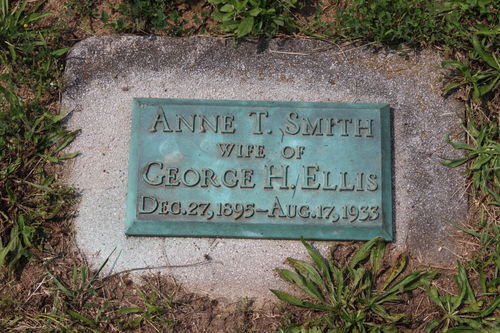 ANNE T. SMITH
WIFE OF
GEORGE H. ELLIS
DEC. 27, 1895–AUG. 17, 1933